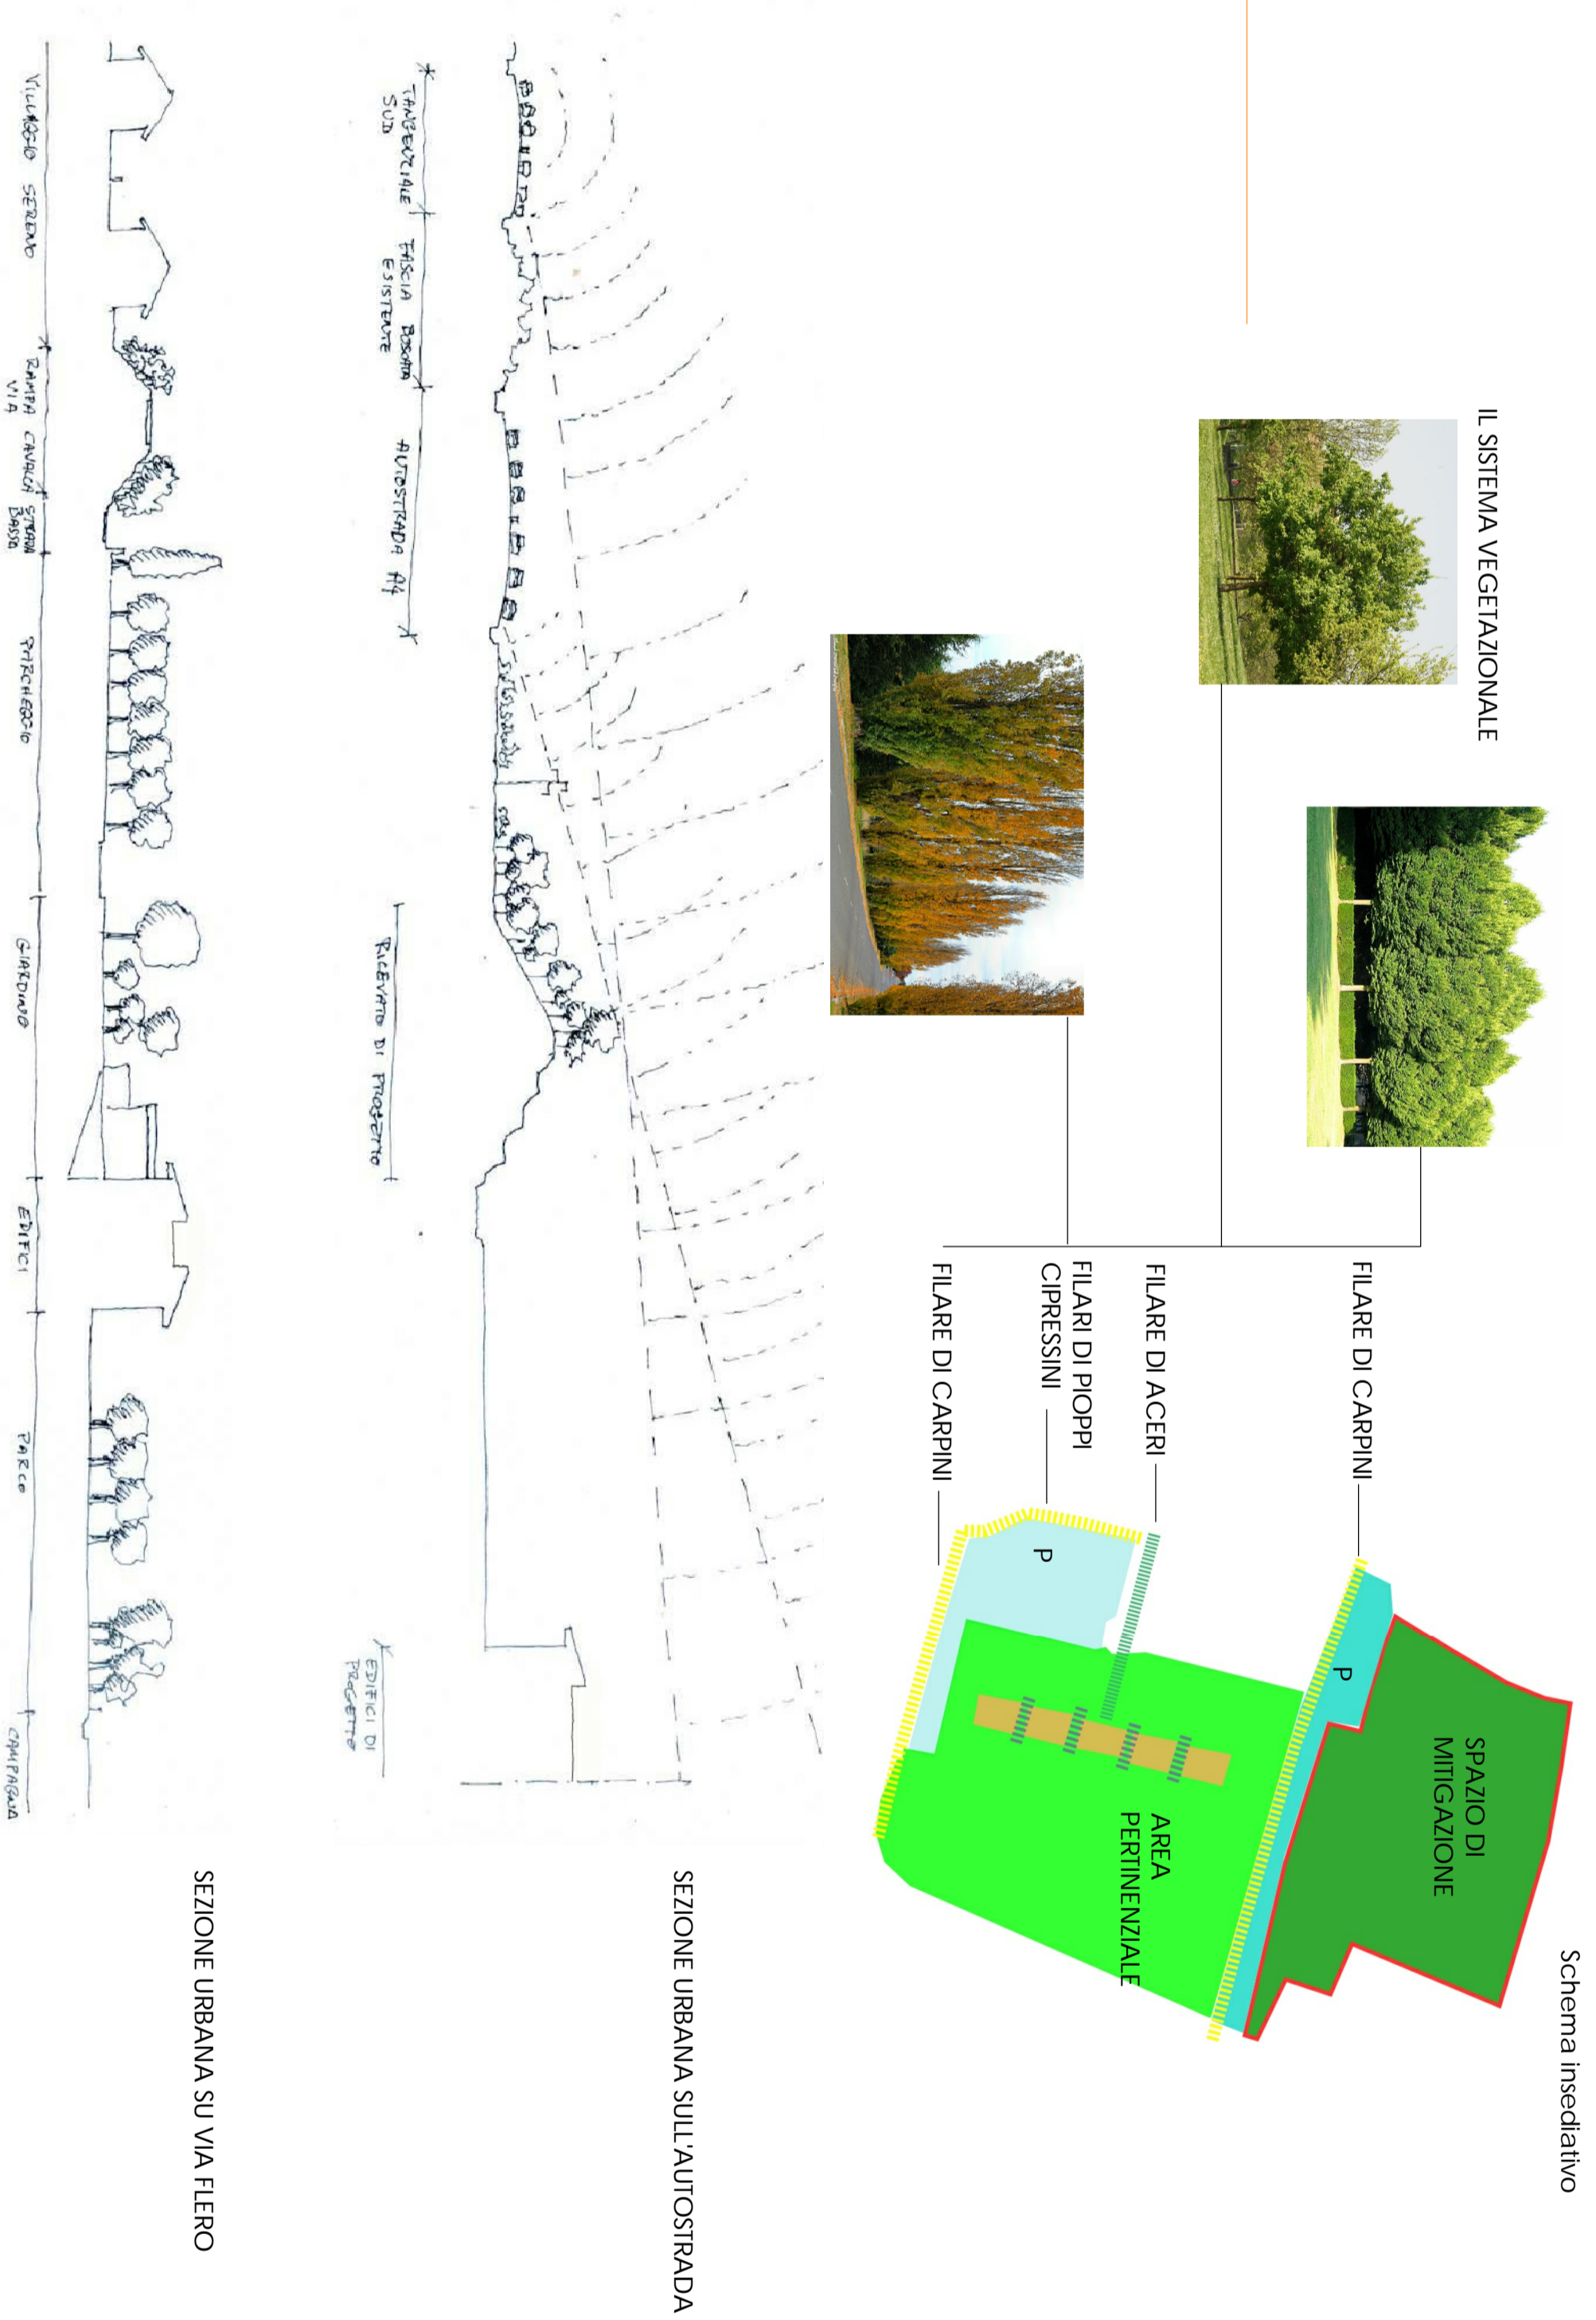 Schema insediativo
IL SISTEMA VEGETAZIONALE
FILARE DI CARPINI
P
SPAZIO DI
MITIGAZIONE
FILARE DI ACERI
AREA
PERTINENZIALE
FILARI DI PIOPPI
CIPRESSINI
P
FILARE DI CARPINI
SEZIONE URBANA SULL'AUTOSTRADA
TANGENZIALE
SUD
FASCIA BOSCATA
ESISTENTE
AUTOSTRADA A4
RILEVATO DI PROGETTO
EDIFICI DI
PROGETTO
SEZIONE URBANA SU VIA FLERO
VILLAGGIO SERENO
RAMPA CAVALCA
VIA
STRADA
BASSA
PARCHEGGIO
GIARDINO
EDIFICI
PARCO
CAMPAGNA